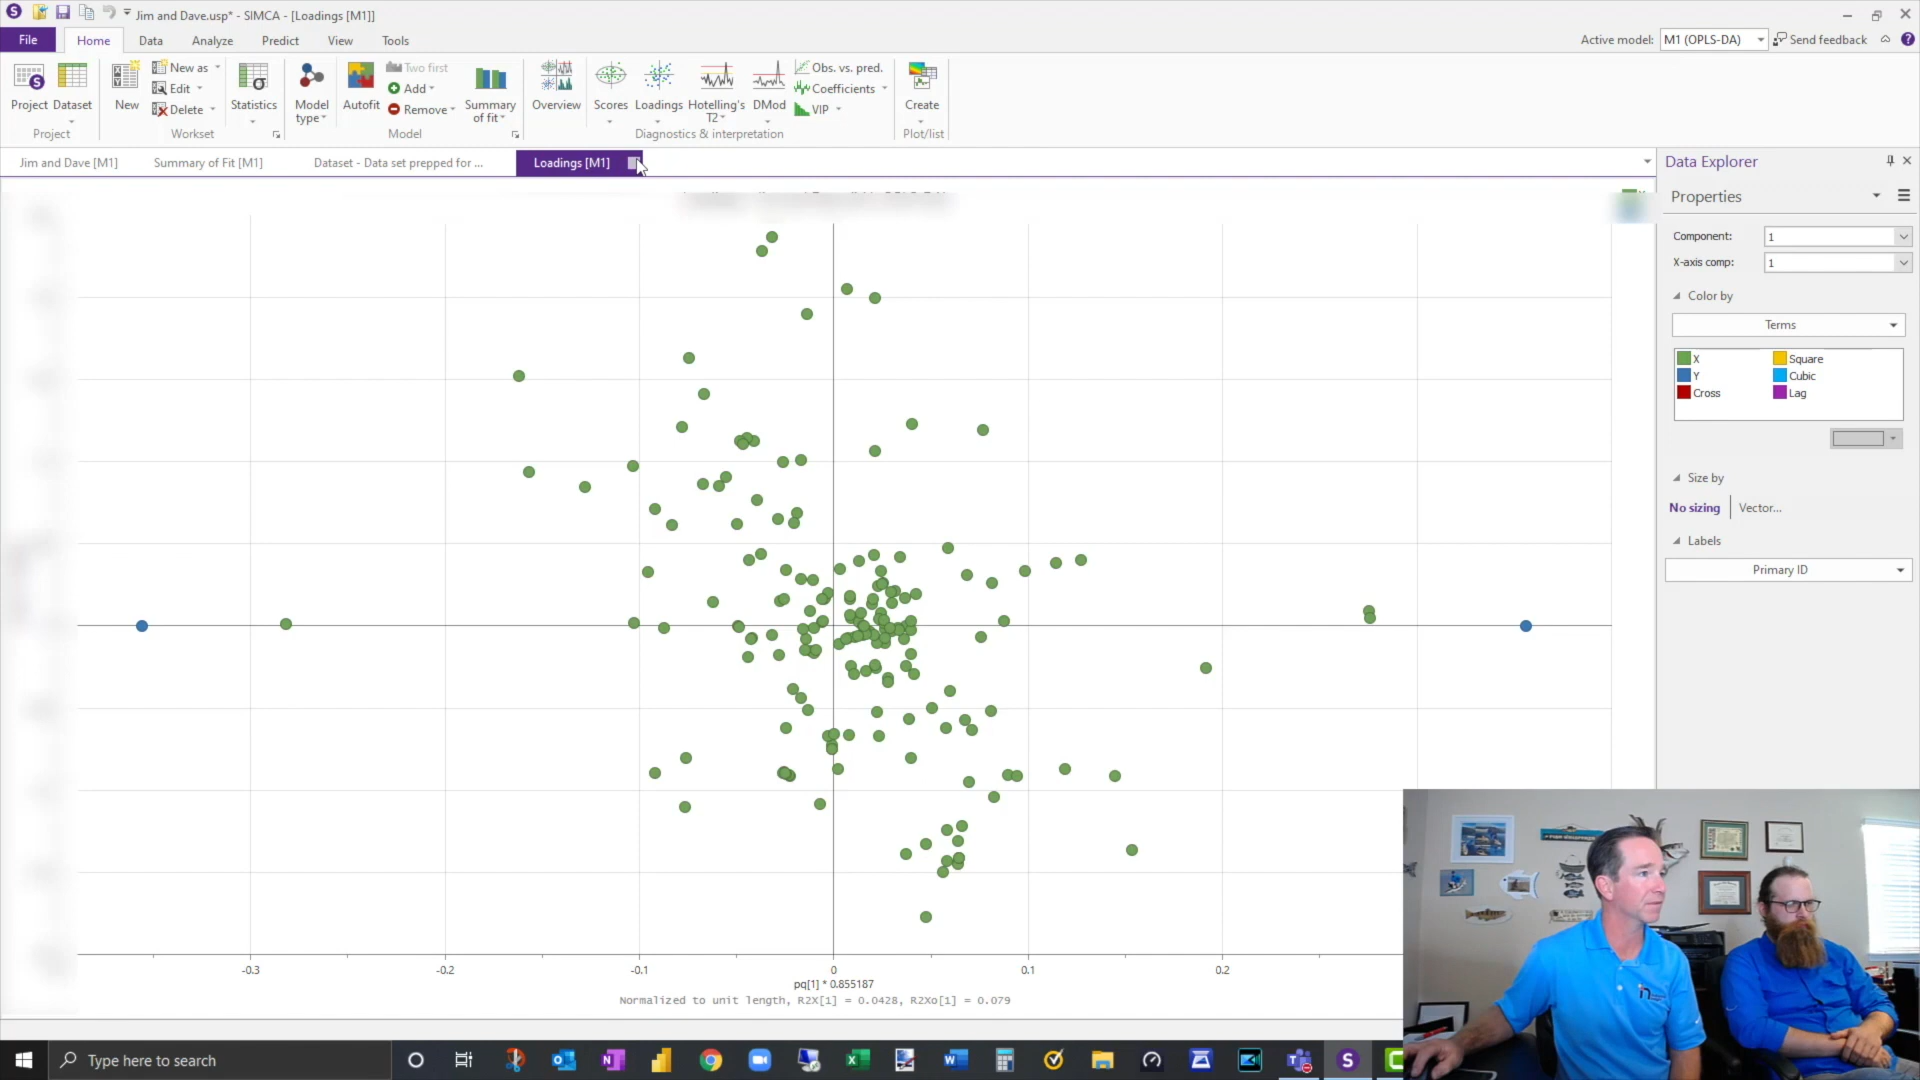 Jim and Dave.usp* - SIMCA - [Loadings [M1]]
File Home Data Analyze Predict View Tools
Active model: M1 (OPLS-DA) Send feedback
Project Dataset
Project
New New as Edit Delete Statistics
Workset
Model type Autofit Two first Add Remove Summary of fit
Model
Overview Scores Loadings Hotelling's T2 DMod Obs. vs. pred. Coefficients VIP
Diagnostics & interpretation
Create
Plot/list
Jim and Dave [M1] Summary of Fit [M1] Dataset - Data set prepped for ... Loadings [M1]
Data Explorer
Properties
Component: 1
X-axis comp: 1
Color by
Terms
X Square
Y Cubic
Cross Lag
Size by
No sizing Vector...
Labels
Primary ID
-0.3 -0.2 -0.1 0 0.1 0.2
pq[1] * 0.855187
Normalized to unit length, R2X[1] = 0.0428, R2Xo[1] = 0.079
Type here to search